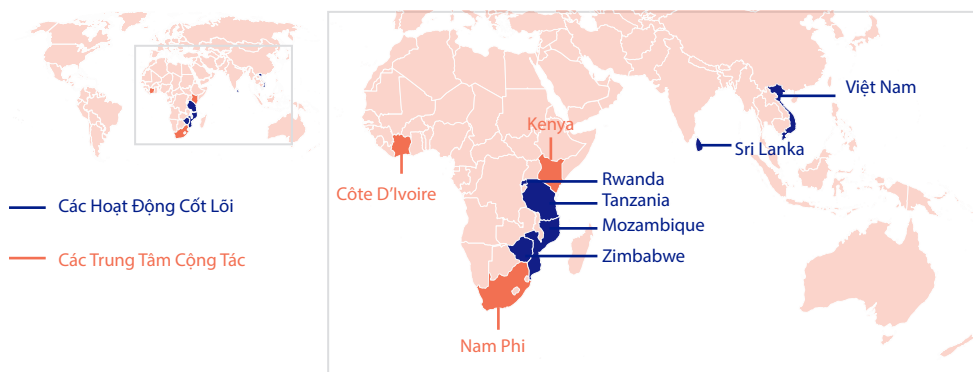 Các Hoạt Động Cốt Lõi
Các Trung Tâm Cộng Tác
Việt Nam
Kenya
Sri Lanka
Côte D’Ivoire
Rwanda
Tanzania
Mozambique
Zimbabwe
Nam Phi